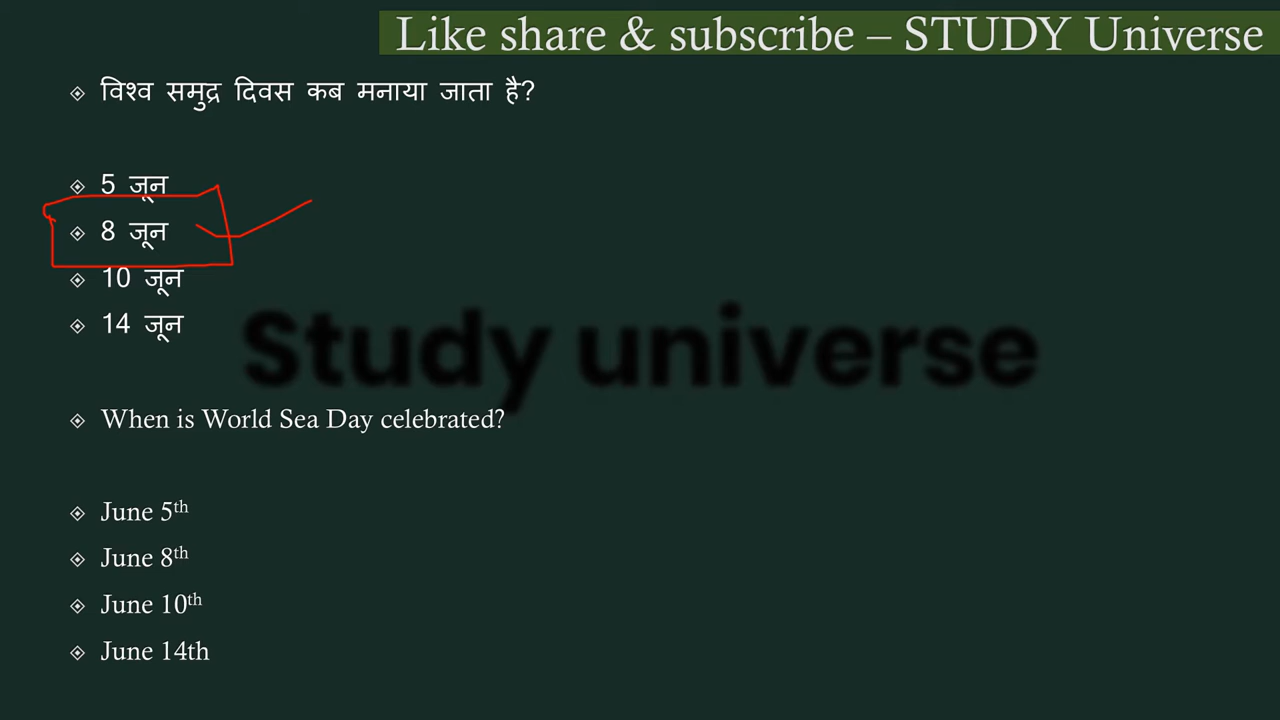 Like share & subscribe – STUDY Universe
विश्व समुद्र दिवस कब मनाया जाता है?
5 जून
8 जून
10 जून
14 जून
Study universe
When is World Sea Day celebrated?
June 5th
June 8th
June 10th
June 14th